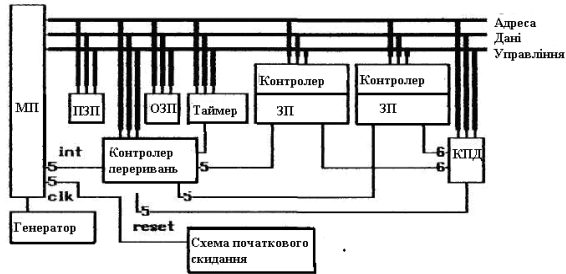 Адреса
Дані
Управління
МП
ПЗП
ОЗП
Таймер
Контролер
ЗП
Контролер
ЗП
int
5
Контролер
переривань
5
6
6
КПД
5
clk
5
5
reset
Генератор
Схема початкового
скидання